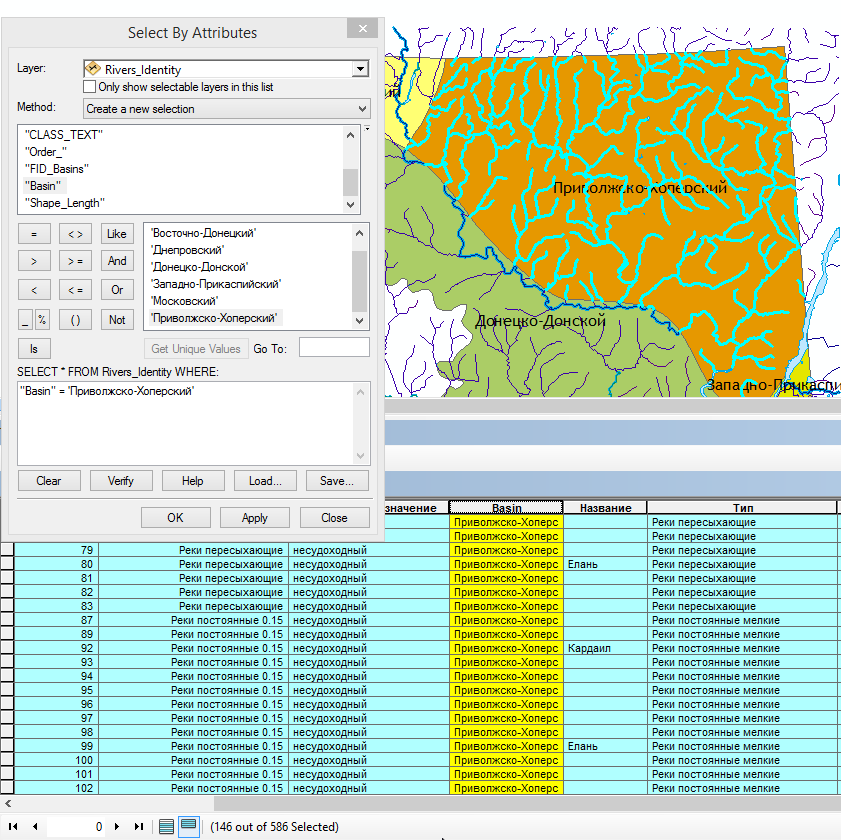 Select By Attributes
Layer:
Rivers_Identity
Only show selectable layers in this list
Method:
Create a new selection
"CLASS_TEXT"
"Order_"
"FID_Basins"
"Basin"
"Shape_Length"
= < > Like
> > = And
< < = Or
_ % ( ) Not
Is
'Восточно-Донецкий'
'Днепровский'
'Донецко-Донской'
'Западно-Прикаспийский'
'Московский'
'Приволжско-Хоперский'
Get Unique Values Go To:
SELECT * FROM Rivers_Identity WHERE:
"Basin" = 'Приволжско-Хоперский'
Clear Verify Help Load... Save...
OK Apply Close
ий
Приволжско-Хоперский
Донецко-Донской
Западно-Прикаспи
значение Basin Название Тип
Приволжско-Хоперс Реки пересыхающие
Приволжско-Хоперс Реки пересыхающие
79 Реки пересыхающие несудоходный Приволжско-Хоперс Реки пересыхающие
80 Реки пересыхающие несудоходный Приволжско-Хоперс Елань Реки пересыхающие
81 Реки пересыхающие несудоходный Приволжско-Хоперс Реки пересыхающие
82 Реки пересыхающие несудоходный Приволжско-Хоперс Реки пересыхающие
83 Реки пересыхающие несудоходный Приволжско-Хоперс Реки пересыхающие
87 Реки постоянные 0.15 несудоходный Приволжско-Хоперс Реки постоянные мелкие
89 Реки постоянные 0.15 несудоходный Приволжско-Хоперс Реки постоянные мелкие
92 Реки постоянные 0.15 несудоходный Приволжско-Хоперс Кардаил Реки постоянные мелкие
93 Реки постоянные 0.15 несудоходный Приволжско-Хоперс Реки постоянные мелкие
94 Реки постоянные 0.15 несудоходный Приволжско-Хоперс Реки постоянные мелкие
95 Реки постоянные 0.15 несудоходный Приволжско-Хоперс Реки постоянные мелкие
96 Реки постоянные 0.15 несудоходный Приволжско-Хоперс Реки постоянные мелкие
97 Реки постоянные 0.15 несудоходный Приволжско-Хоперс Реки постоянные мелкие
98 Реки постоянные 0.15 несудоходный Приволжско-Хоперс Реки постоянные мелкие
99 Реки постоянные 0.15 несудоходный Приволжско-Хоперс Елань Реки постоянные мелкие
100 Реки постоянные 0.15 несудоходный Приволжско-Хоперс Реки постоянные мелкие
101 Реки постоянные 0.15 несудоходный Приволжско-Хоперс Реки постоянные мелкие
102 Реки постоянные 0.15 несудоходный Приволжско-Хоперс Реки постоянные мелкие
0 (146 out of 586 Selected)